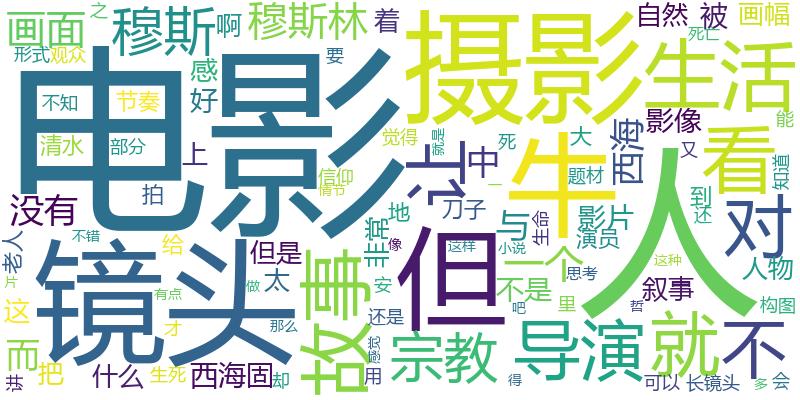 画面
之
穆斯
啊
穆斯林
着
自然
被
画幅
形式
观众
感
要
死亡
电影
摄影
生活
不知
节奏
好
影像
能
清水
部分
上
觉得
就是
死
大
又
看
知道
信仰
情节
让
中
牛
西海
题材
人
到
还
没有
拍
地
刀子
与
影片
生命
对
老人
不错
给
但是
非常
像
但
这样
小说
演员
一
一个
思考
这种
人物
片
镜头
有点
太
故事
安
不是
里
叙事
构图
这
做
才
还是
吧
哲
而
那么
感觉
宗教
导演
就
不
讲
把
什么
生死
西海固
却
用
得
可以
长镜头
多
会